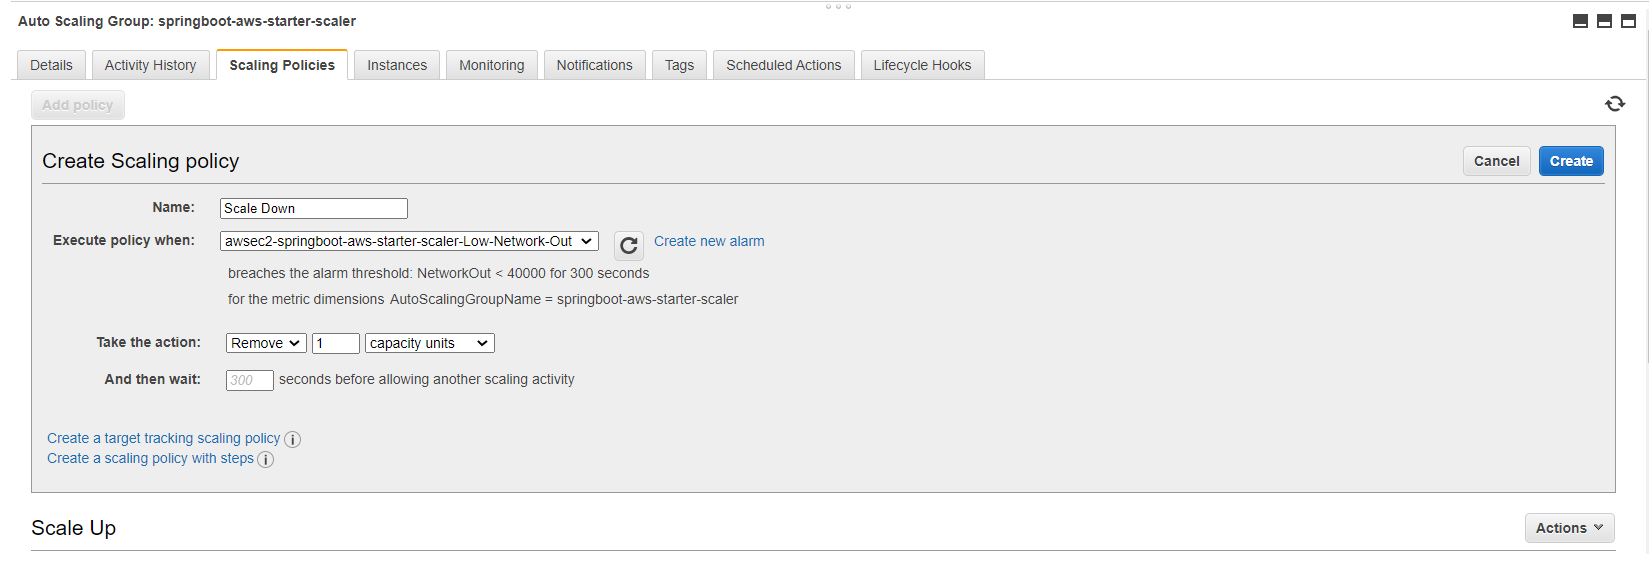 Auto Scaling Group: springboot-aws-starter-scaler
Details Activity History Scaling Policies Instances Monitoring Notifications Tags Scheduled Actions Lifecycle Hooks
Add policy
Create Scaling policy Cancel Create
Name: Scale Down
Execute policy when: awsec2-springboot-aws-starter-scaler-Low-Network-Out Create new alarm
breaches the alarm threshold: NetworkOut < 40000 for 300 seconds
for the metric dimensions AutoScalingGroupName = springboot-aws-starter-scaler
Take the action: Remove 1 capacity units
And then wait: 300 seconds before allowing another scaling activity
Create a target tracking scaling policy i
Create a scaling policy with steps i
Scale Up Actions